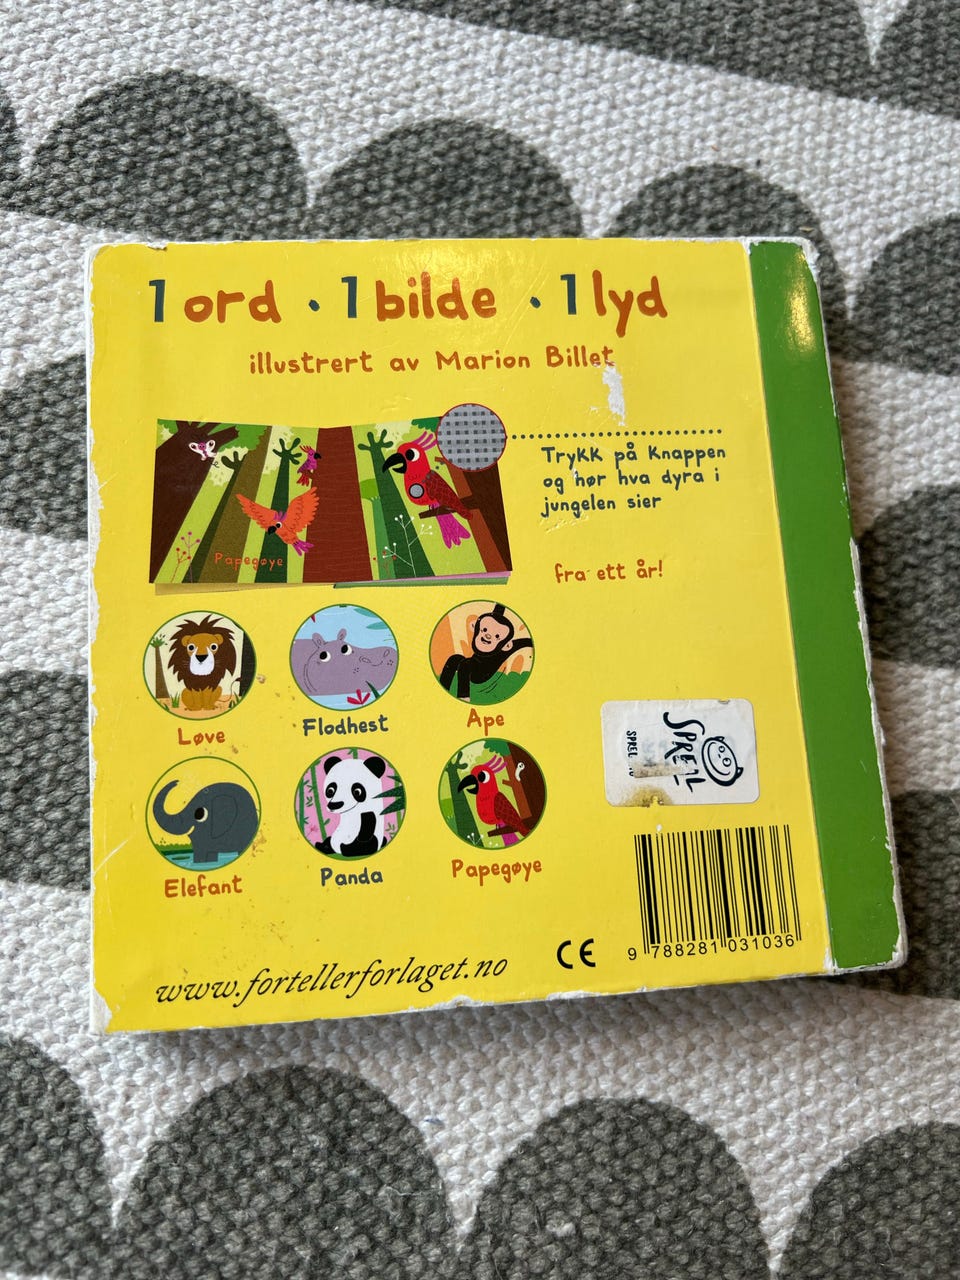 1 ord · 1 bilde · 1 lyd
illustrert av Marion Billet
Trykk på knappen
og hør hva dyra i
jungelen sier
Papegøye
fra ett år!
Løve
Flodhest
Ape
SPRELL
SPREL
Elefant
Panda
Papegøye
www.fortellerforlaget.no
CE
9 788281 031036